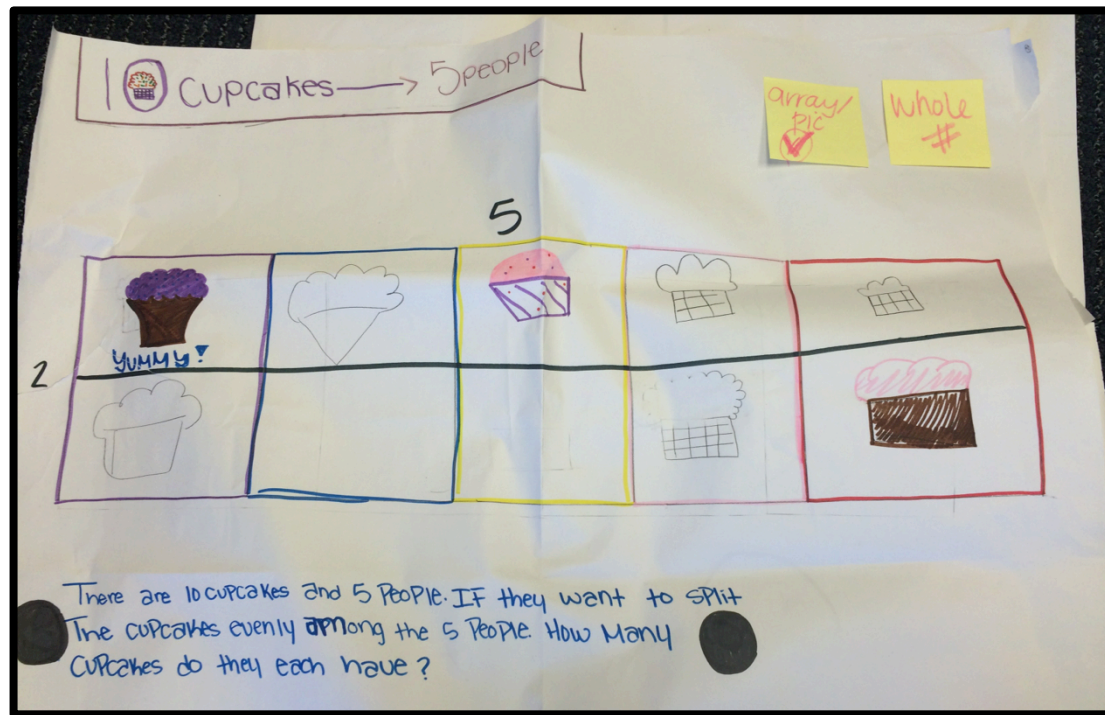 10 Cupcakes → 5 people
array/
pic
whole
#
5
YUMMY!
2
There are 10 cupcakes and 5 People. IF they want to split
The cupcakes evenly among the 5 People. How Many
cupcakes do they each have?